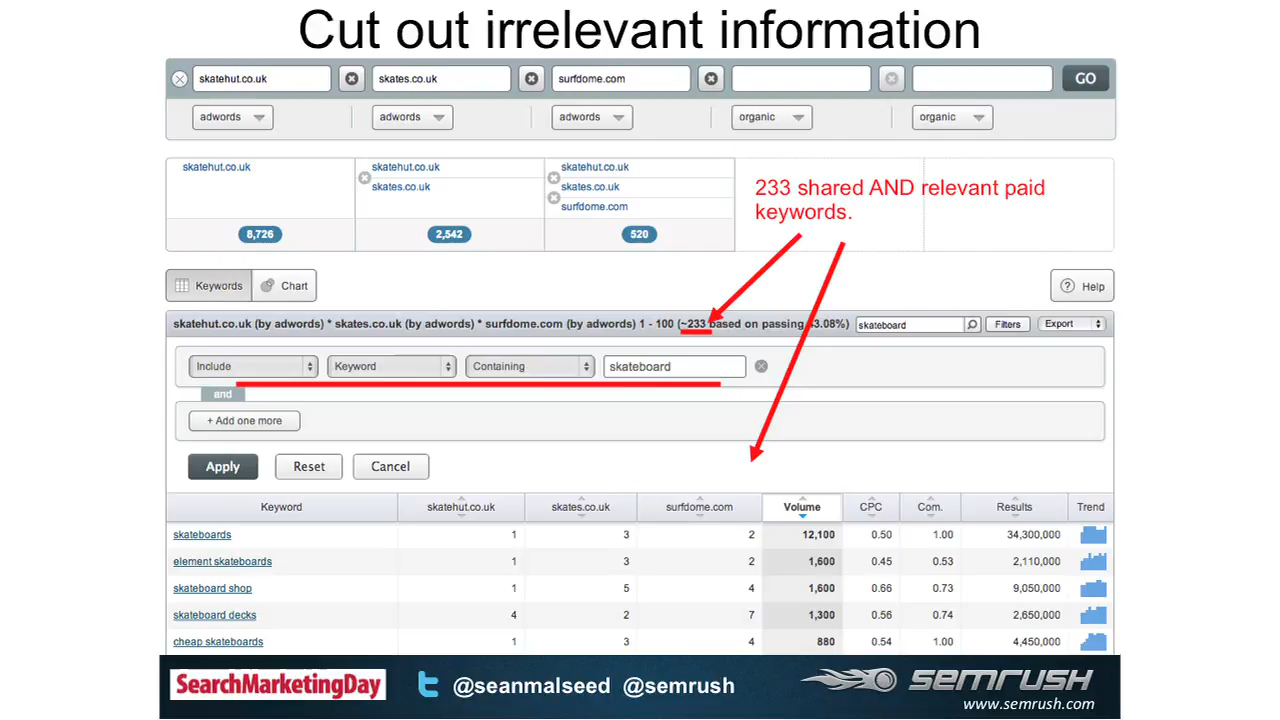 Cut out irrelevant information
skatehut.co.uk skates.co.uk surfdome.com GO
adwords adwords adwords organic organic
skatehut.co.uk skatehut.co.uk skatehut.co.uk
skates.co.uk skates.co.uk
surfdome.com
8,726 2,542 520
233 shared AND relevant paid
keywords.
Keywords Chart Help
skatehut.co.uk (by adwords) * skates.co.uk (by adwords) * surfdome.com (by adwords) 1 - 100 (~233 based on passing 43.08%) skateboard Filters Export
Include Keyword Containing skateboard
and
+ Add one more
Apply Reset Cancel
Keyword skatehut.co.uk skates.co.uk surfdome.com Volume CPC Com. Results Trend
skateboards 1 3 2 12,100 0.50 1.00 34,300,000
element skateboards 1 3 2 1,600 0.45 0.53 2,110,000
skateboard shop 1 5 4 1,600 0.66 0.73 9,050,000
skateboard decks 4 2 7 1,300 0.56 0.74 2,650,000
cheap skateboards 1 3 4 880 0.54 1.00 4,450,000
SearchMarketingDay @seanmalseed @semrush SEMRUSH
www.semrush.com